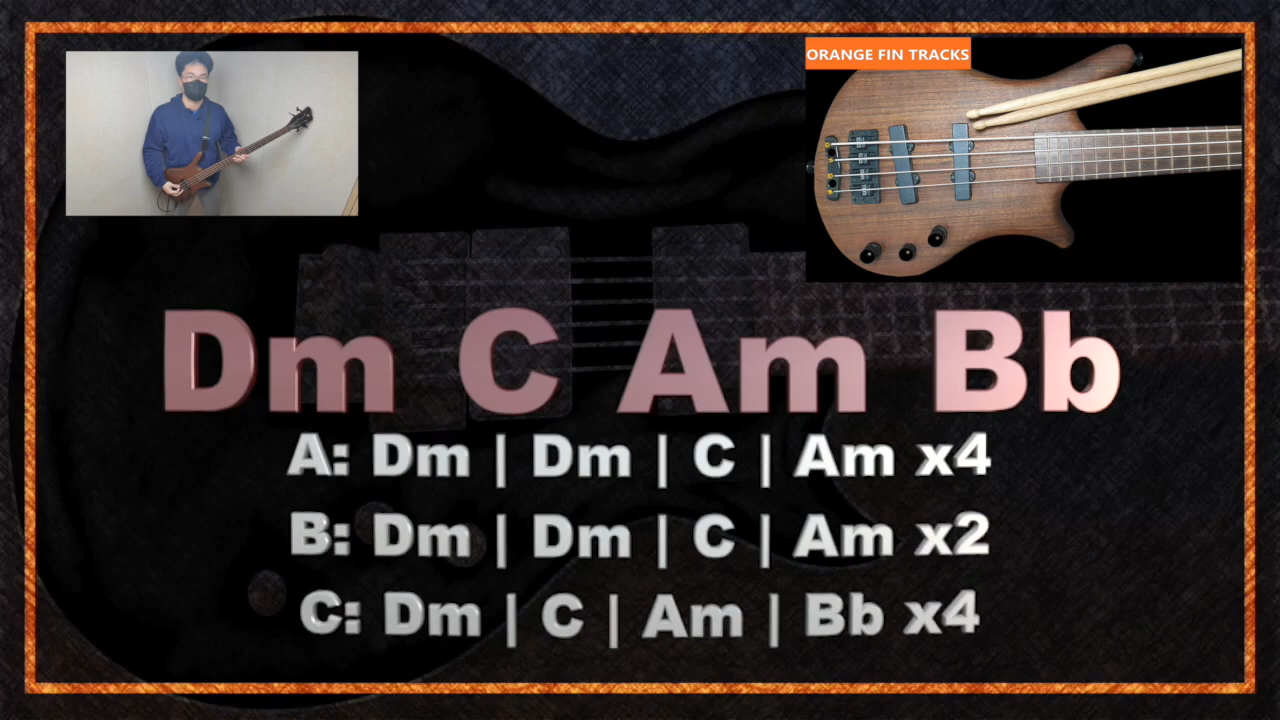 ORANGE FIN TRACKS
Dm C Am Bb
A: Dm | Dm | C | Am x4
B: Dm | Dm | C | Am x2
C: Dm | C | Am | Bb x4